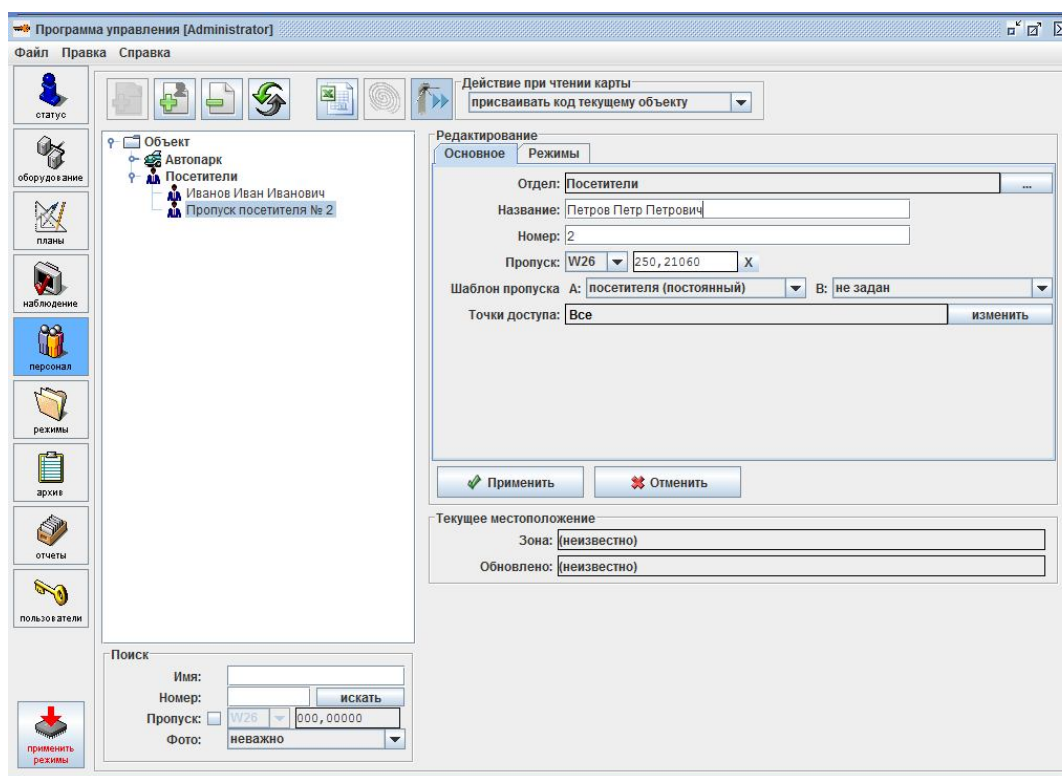 Программа управления [Administrator]
Файл Правка Справка
статус
оборудование
планы
наблюдение
персонал
режимы
архив
отчеты
пользователи
применить
режимы
Действие при чтении карты
присваивать код текущему объекту
Объект
Автопарк
Посетители
Иванов Иван Иванович
Пропуск посетителя № 2
Редактирование
Основное Режимы
Отдел: Посетители ...
Название: Петров Петр Петрович
Номер: 2
Пропуск: W26 250,21060 X
Шаблон пропуска А: посетителя (постоянный) В: не задан
Точки доступа: Все изменить
Применить Отменить
Текущее местоположение
Зона: (неизвестно)
Обновлено: (неизвестно)
Поиск
Имя:
Номер: искать
Пропуск: W26 000,00000
Фото: неважно